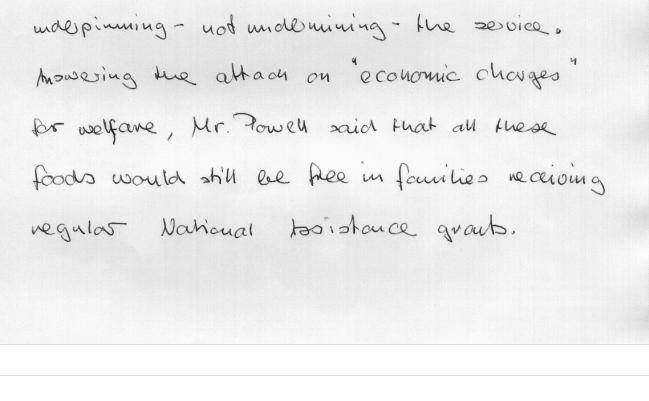 underpinning - not undermining - the service.
Answering the attack on "economic charges"
for welfare, Mr. Powell said that all these
foods would still be free in families receiving
regular National Assistance grants.